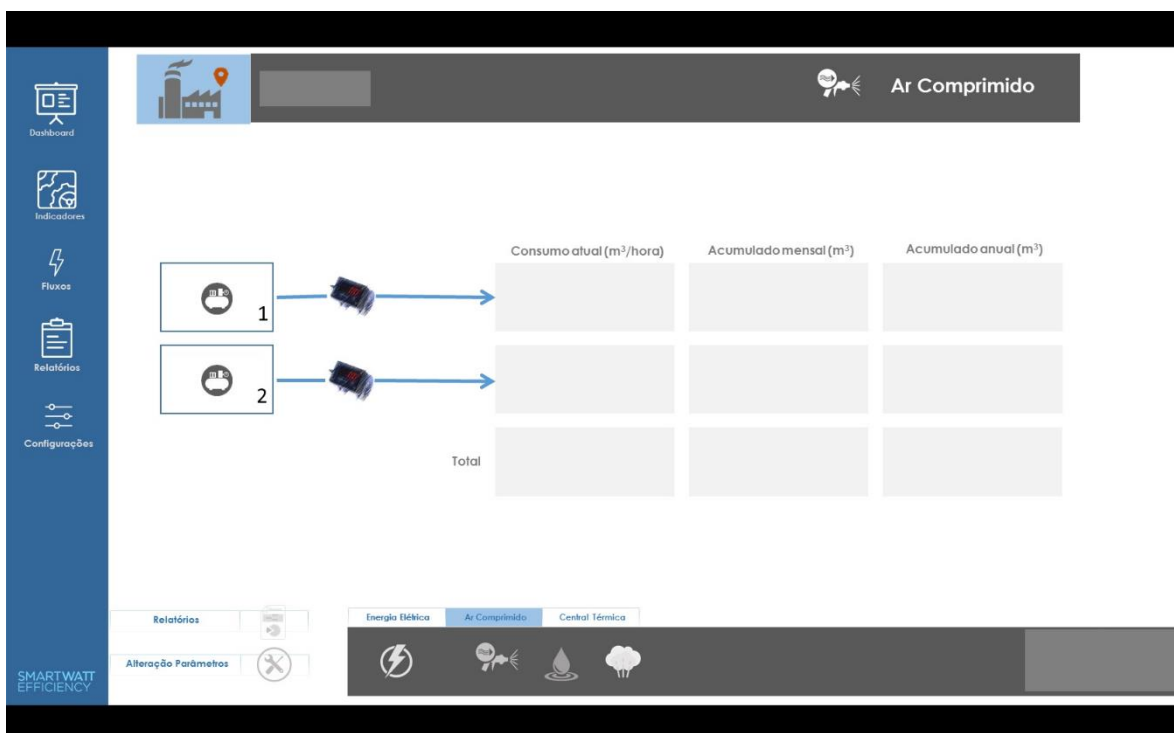 Ar Comprimido
Dashboard
Indicadores
Fluxos
Relatórios
Configurações
Consumo atual (m³/hora)
Acumulado mensal (m³)
Acumulado anual (m³)
1
2
Total
Relatórios
Alteração Parâmetros
Energia Elétrica
Ar Comprimido
Central Térmica
SMARTWATT
EFFICIENCY